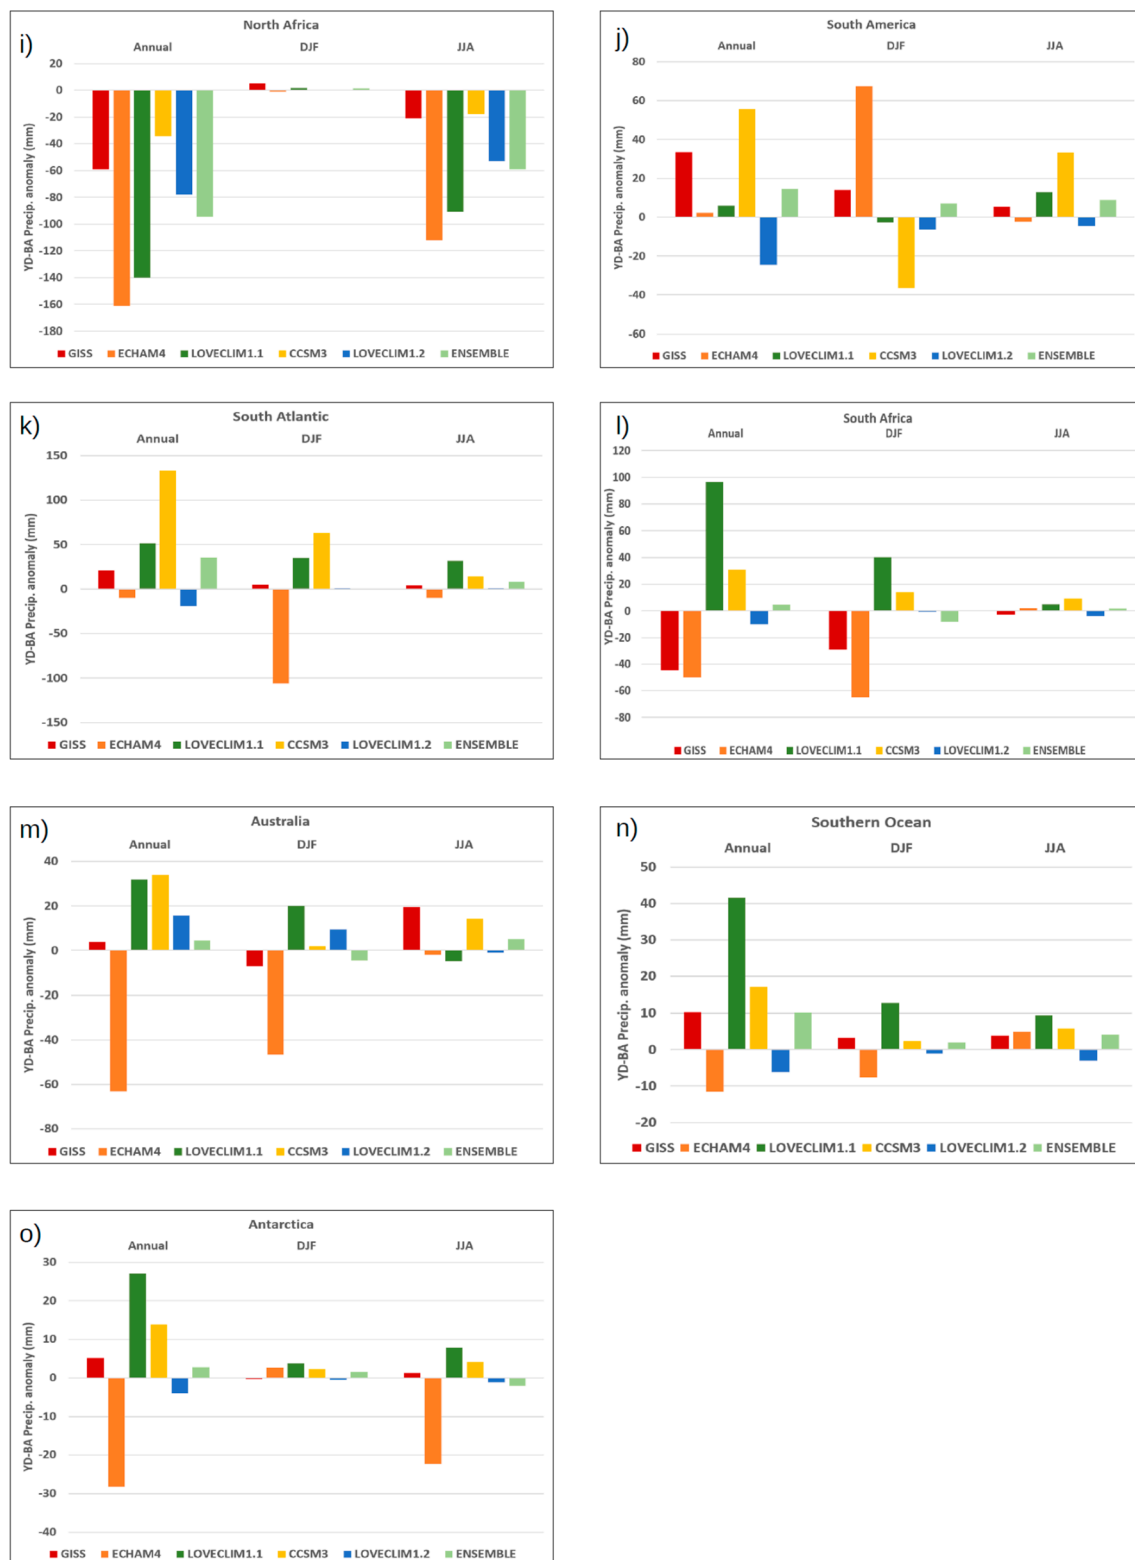 i)
North Africa
Annual DJF JJA
YD-BA Precip. anomaly (mm)
20
0
-20
-40
-60
-80
-100
-120
-140
-160
-180
GISS ECHAM4 LOVECLIM1.1 CCSM3 LOVECLIM1.2 ENSEMBLE
j)
South America
Annual DJF JJA
YD-BA Precip. anomaly (mm)
80
60
40
20
0
-20
-40
-60
GISS ECHAM4 LOVECLIM1.1 CCSM3 LOVECLIM1.2 ENSEMBLE
k)
South Atlantic
Annual DJF JJA
YD-BA Precip. anomaly (mm)
150
100
50
0
-50
-100
-150
GISS ECHAM4 LOVECLIM1.1 CCSM3 LOVECLIM1.2 ENSEMBLE
l)
South Africa
Annual DJF JJA
YD-BA Precip. anomaly (mm)
120
100
80
60
40
20
0
-20
-40
-60
-80
GISS ECHAM4 LOVECLIM1.1 CCSM3 LOVECLIM1.2 ENSEMBLE
m)
Australia
Annual DJF JJA
YD-BA Precip. anomaly (mm)
40
20
0
-20
-40
-60
-80
GISS ECHAM4 LOVECLIM1.1 CCSM3 LOVECLIM1.2 ENSEMBLE
n)
Southern Ocean
Annual DJF JJA
YD-BA Precip. anomaly (mm)
50
40
30
20
10
0
-10
-20
GISS ECHAM4 LOVECLIM1.1 CCSM3 LOVECLIM1.2 ENSEMBLE
o)
Antarctica
Annual DJF JJA
YD-BA Precip. anomaly (mm)
30
20
10
0
-10
-20
-30
-40
GISS ECHAM4 LOVECLIM1.1 CCSM3 LOVECLIM1.2 ENSEMBLE